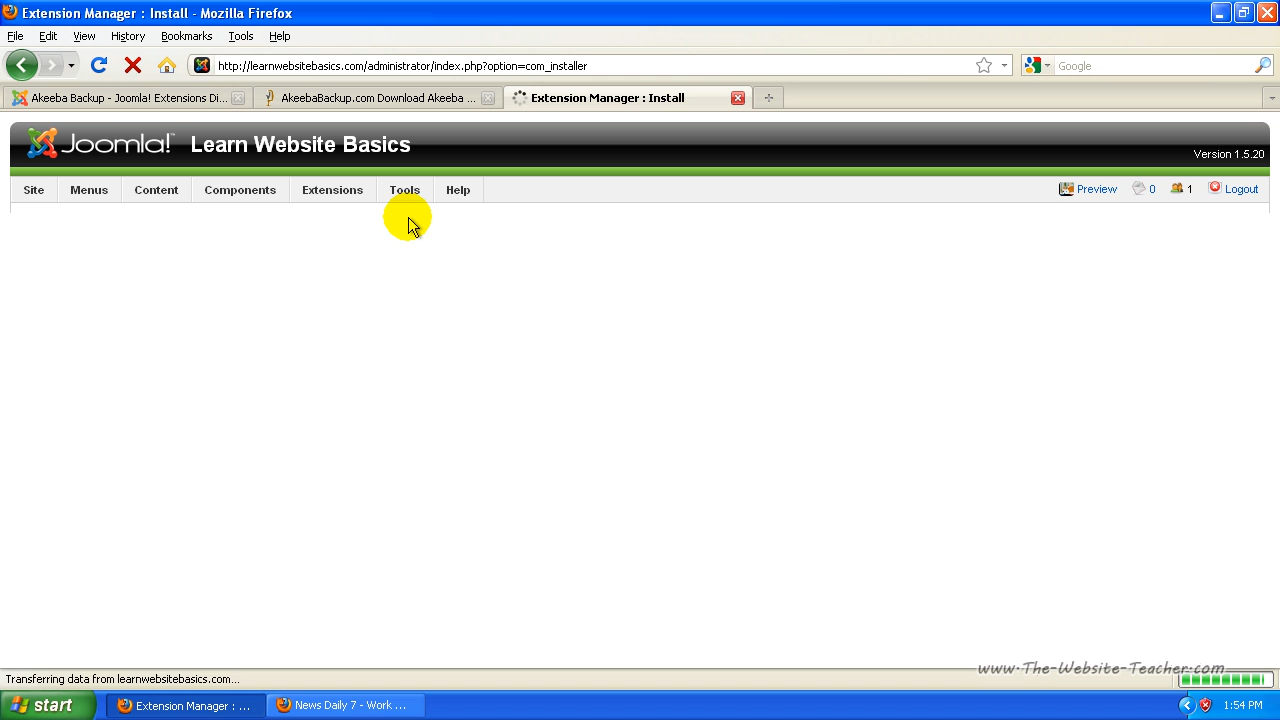 Extension Manager : Install - Mozilla Firefox
File Edit View History Bookmarks Tools Help
http://learnwebsitebasics.com/administrator/index.php?option=com_installer
Google
Akeeba Backup - Joomla! Extensions Di...
AkeebaBackup.com Download Akeeba ...
Extension Manager : Install
Joomla!™ Learn Website Basics
Version 1.5.20
Site Menus Content Components Extensions Tools Help
Preview 0 1 Logout
www.The-Website-Teacher.com
Transferring data from learnwebsitebasics.com...
start
Extension Manager : ...
News Daily 7 - Work ...
1:54 PM